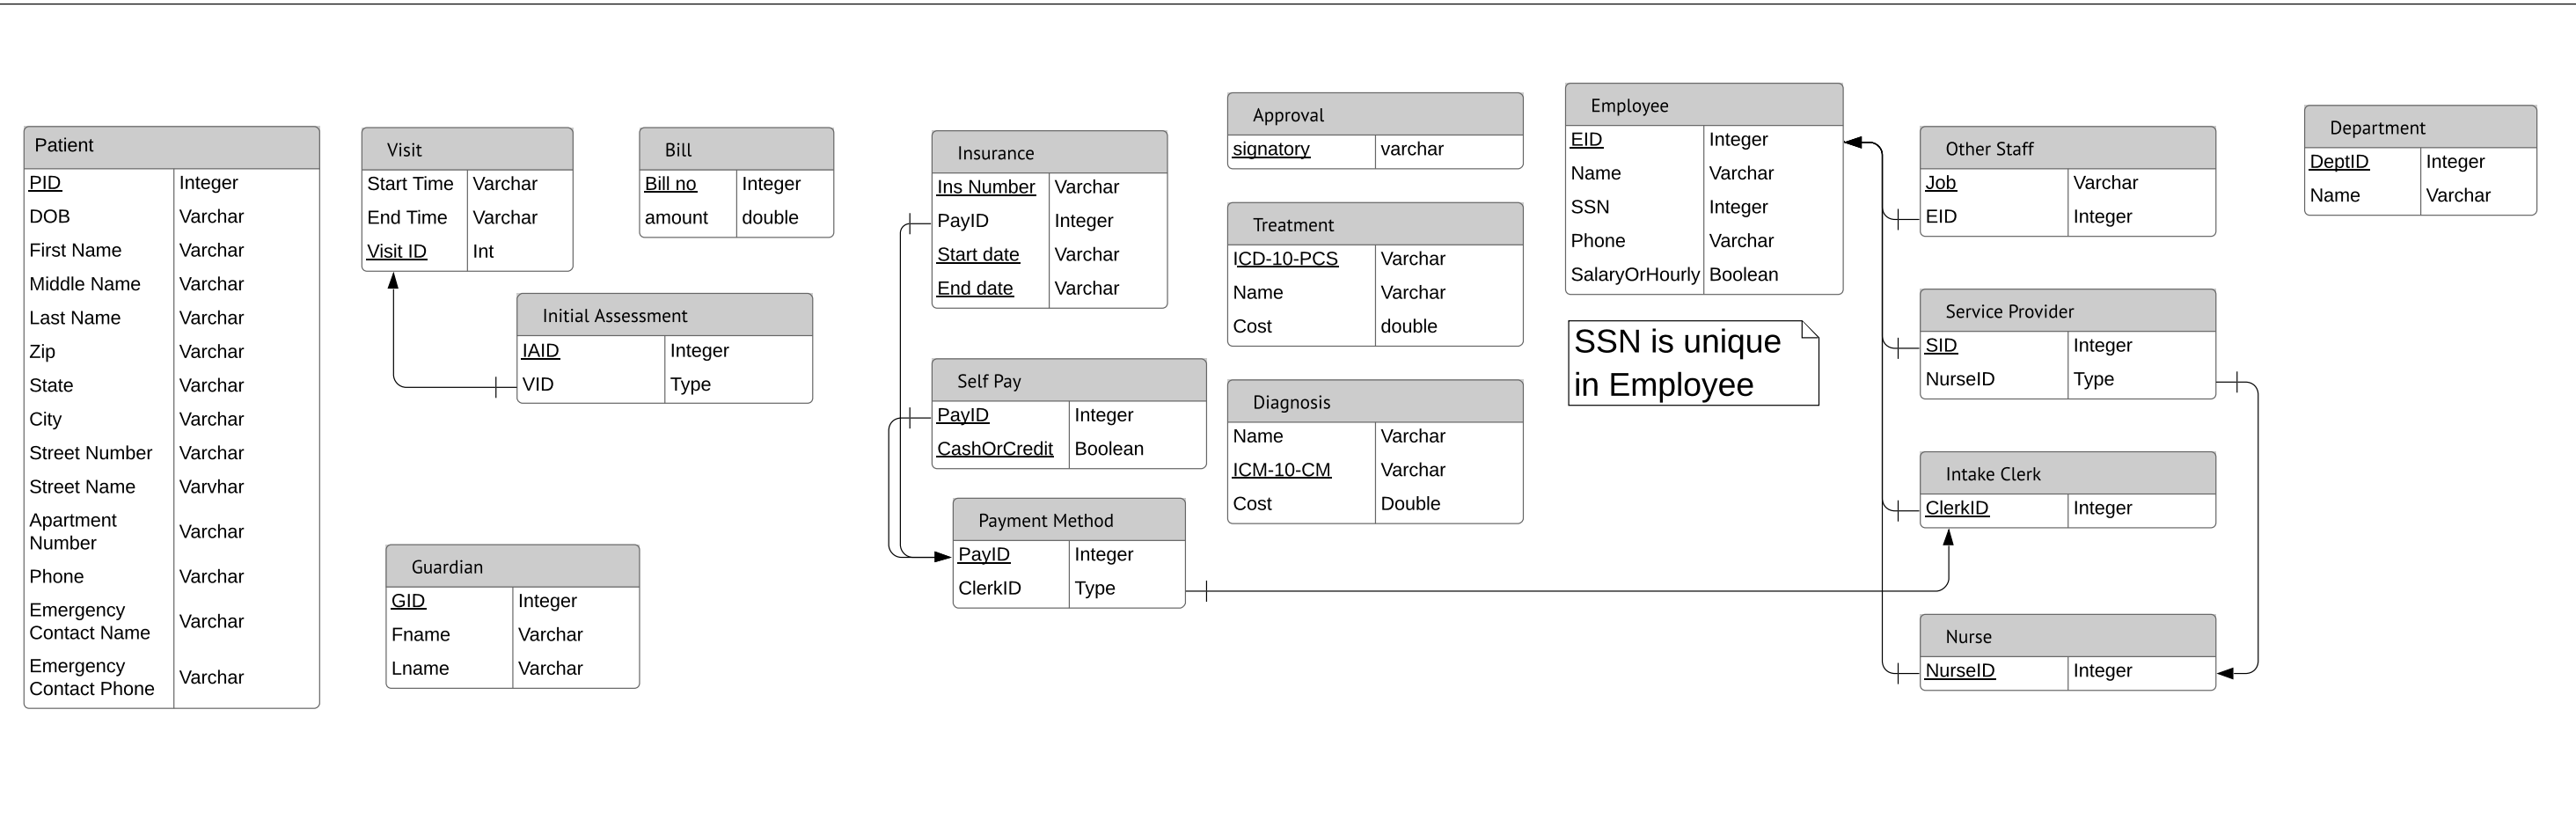 Patient
PID Integer
DOB Varchar
First Name Varchar
Middle Name Varchar
Last Name Varchar
Zip Varchar
State Varchar
City Varchar
Street Number Varchar
Street Name Varvhar
Apartment
Number Varchar
Phone Varchar
Emergency
Contact Name Varchar
Emergency
Contact Phone Varchar
Visit
Start Time Varchar
End Time Varchar
Visit ID Int
Bill
Bill no Integer
amount double
Initial Assessment
IAID Integer
VID Type
Guardian
GID Integer
Fname Varchar
Lname Varchar
Insurance
Ins Number Varchar
PayID Integer
Start date Varchar
End date Varchar
Self Pay
PayID Integer
CashOrCredit Boolean
Payment Method
PayID Integer
ClerkID Type
Approval
signatory varchar
Treatment
ICD-10-PCS Varchar
Name Varchar
Cost double
Diagnosis
Name Varchar
ICM-10-CM Varchar
Cost Double
Employee
EID Integer
Name Varchar
SSN Integer
Phone Varchar
SalaryOrHourly Boolean
SSN is unique
in Employee
Other Staff
Job Varchar
EID Integer
Service Provider
SID Integer
NurseID Type
Intake Clerk
ClerkID Integer
Nurse
NurseID Integer
Department
DeptID Integer
Name Varchar